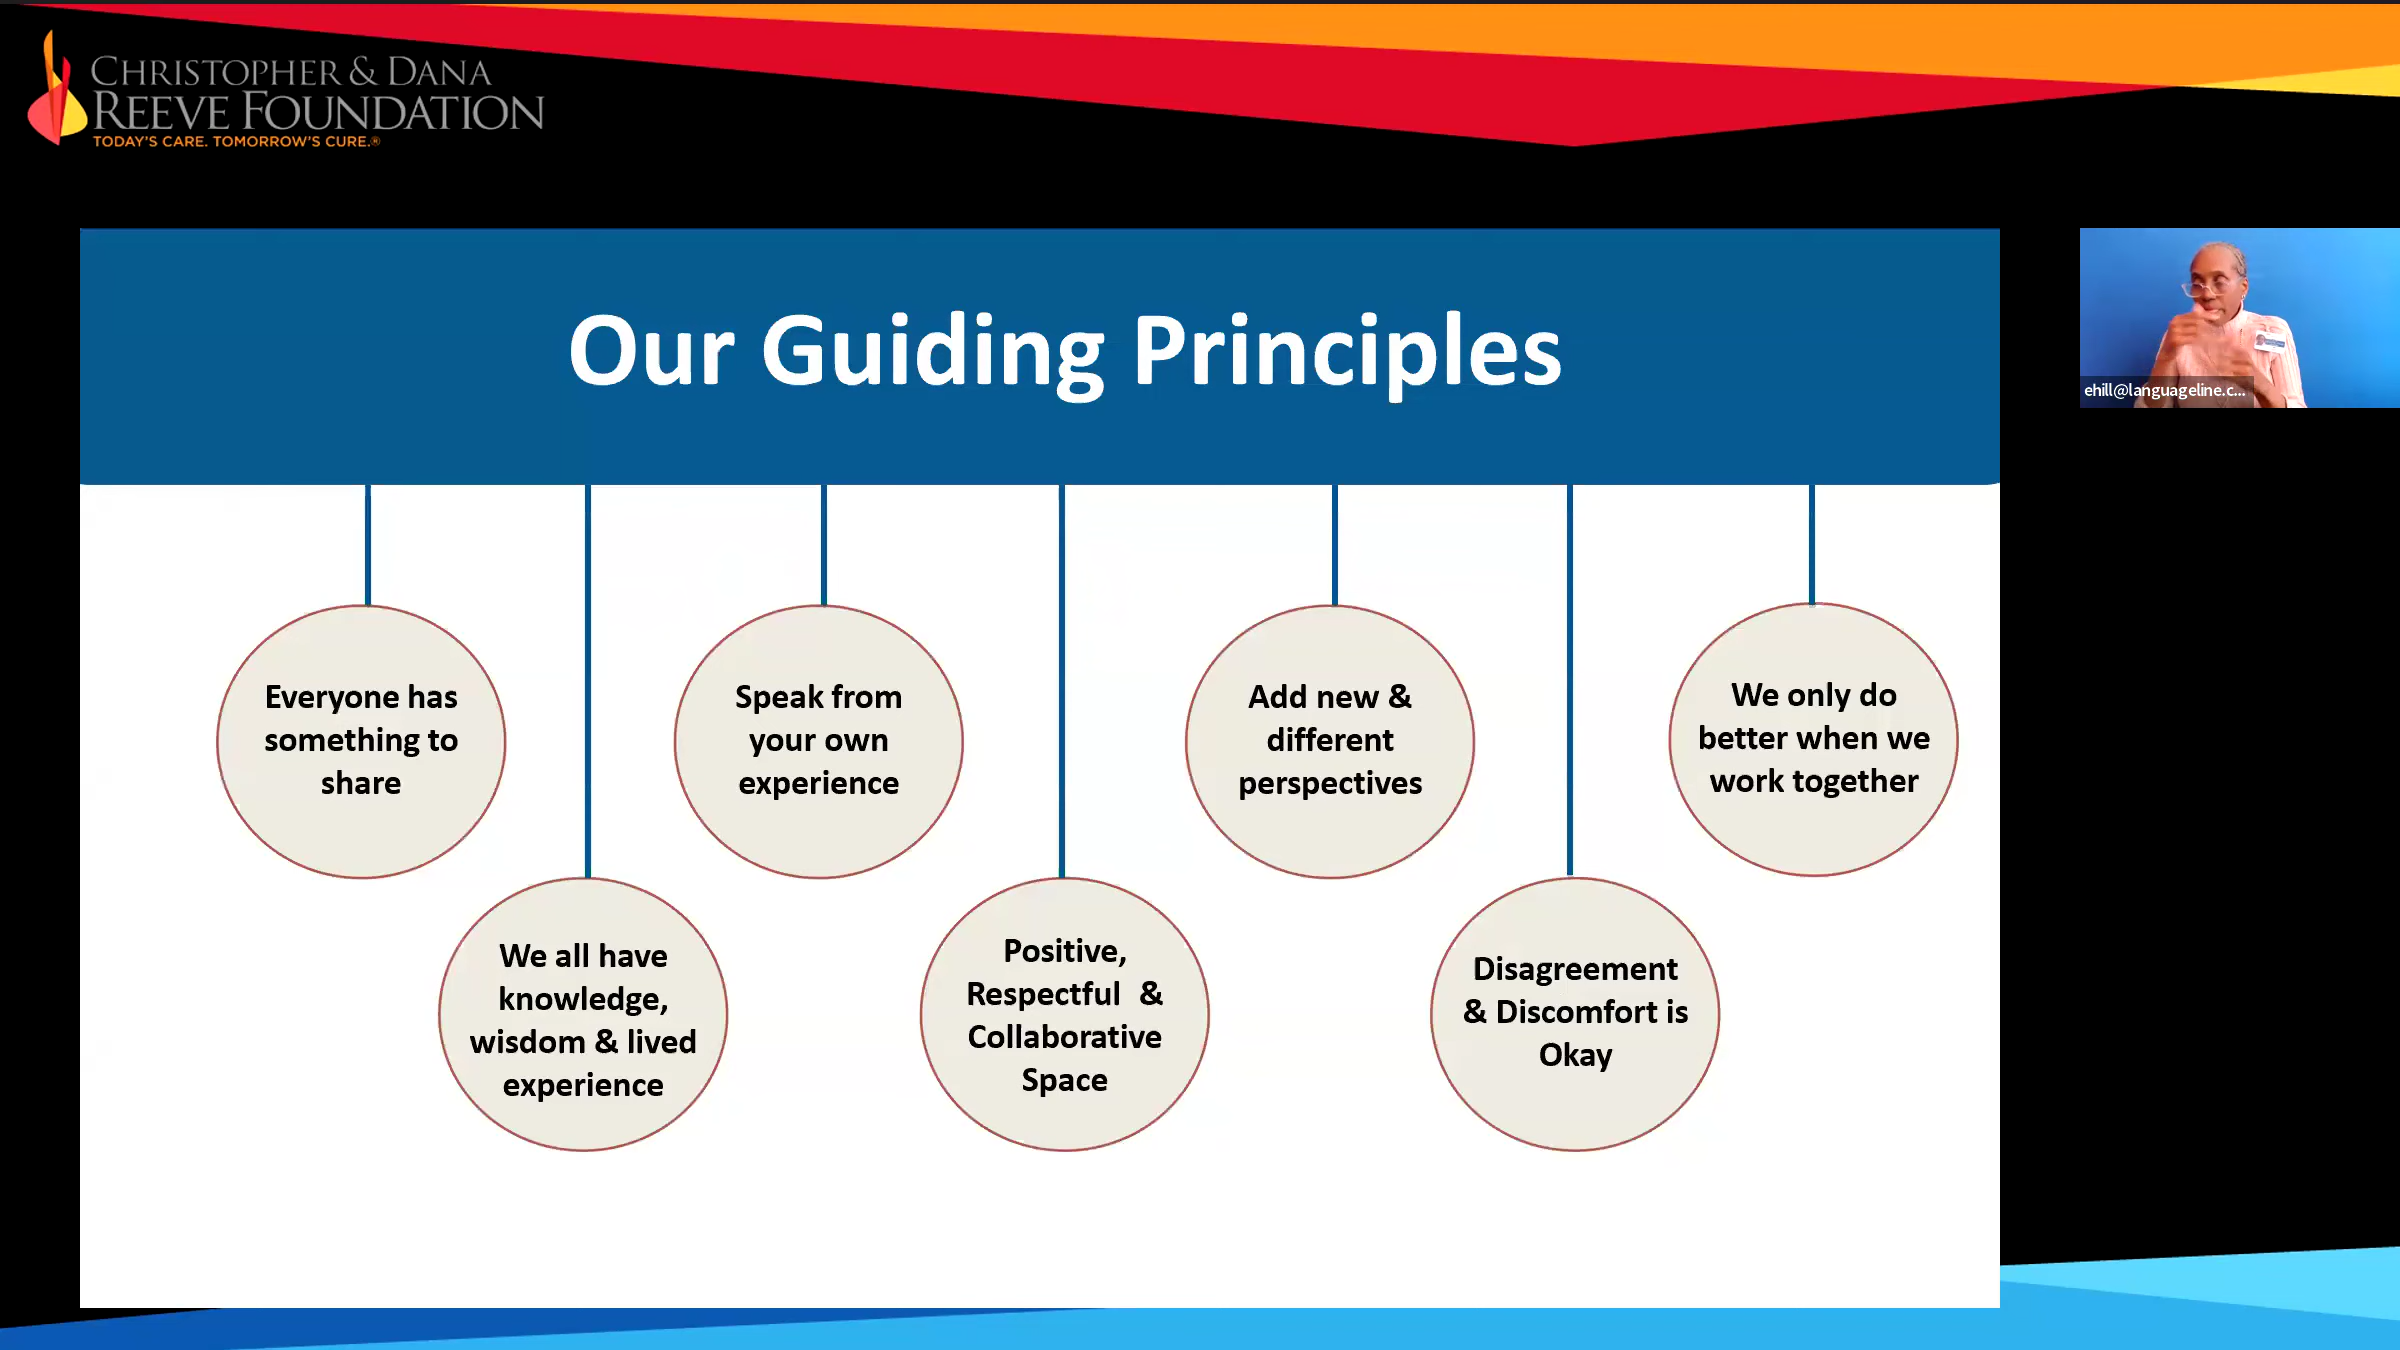 CHRISTOPHER & DANA
REEVE FOUNDATION
TODAY'S CARE. TOMORROW'S CURE.®
Our Guiding Principles
ehill@languageline.c...
Everyone has
something to
share
We all have
knowledge,
wisdom & lived
experience
Speak from
your own
experience
Positive,
Respectful &
Collaborative
Space
Add new &
different
perspectives
Disagreement
& Discomfort is
Okay
We only do
better when we
work together